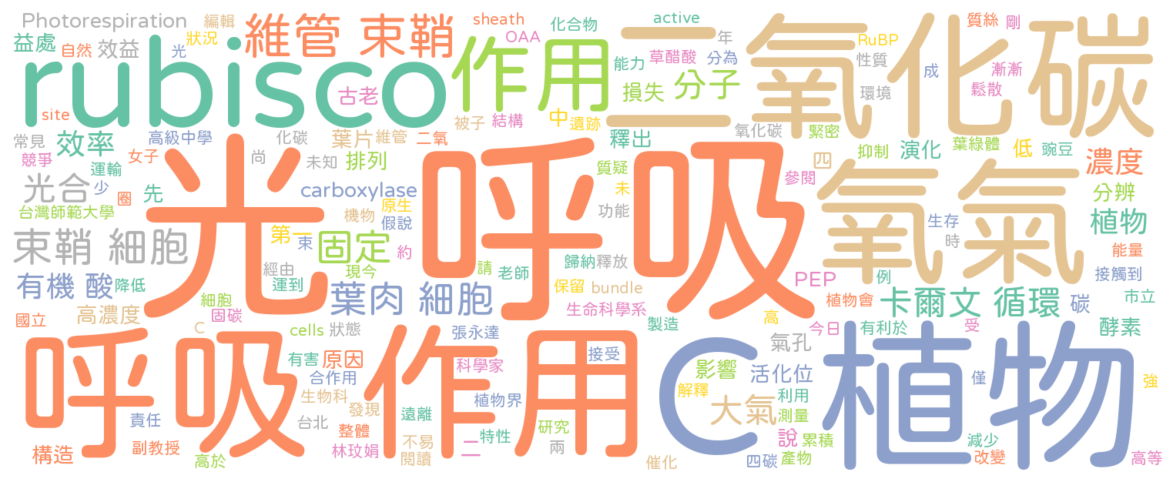 Photorespiration 編輯 維管 束鞘 sheath 化合物 active 年 質絲 剛
益處 自然 狀況 光 效益 OAA 二氧化碳 RuBP 成
rubisco 作用 能力 草醋酸 分為 性質 漸漸
古老 損失 分子 環境 鬆散
site 被子 結構 中 遺跡 氧化碳 緊密
常見 效率 高級中學 化碳 葉片 維管 二氧 釋出 葉綠體 低 豌豆
競爭 運輸 女子 尚 未知 排列 質疑 四 抑制 演化 濃度
光合 少 圈 先 carboxylase 未 參閱 氧氣 分辨
台灣師範大學 光呼吸 機物 原生 假說 功能 生存 植物
束鞘 細胞 第一 束 固定 約 歸納 釋放 時 能量
有機 酸 降低 經由 運到 現今 請 老師 PEP 例 接觸到
細胞 葉肉 細胞 保留 bundle 植物會 卡爾文 循環 碳 市立
國立 高濃度 固碳 生命科學系 高 今日 有利於 受 酵素
呼吸作用 C cells 狀態 張永達 製造 C 植物 氣孔
有害 原因 科學家 接受 影響 活化位 僅 強
合作用 生物科 發現 遠離 植物界 解釋 大氣 利用
責任 台北 整體 測量
構造 副教授 林玟娟 不易 二 特性 研究 說 累積 減少
高於 閱讀 兩 催化 四碳 產物 改變 高等